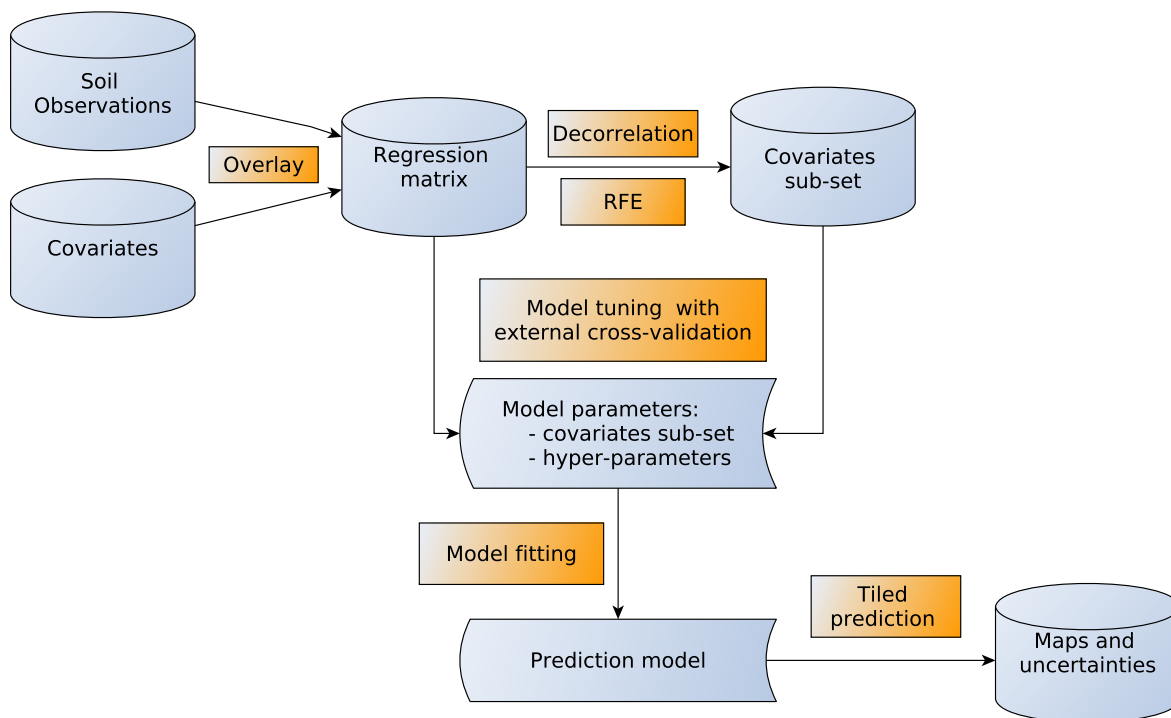 Soil
Observations
Covariates
Overlay
Regression
matrix
Decorrelation
RFE
Covariates
sub-set
Model tuning  with
external cross-validation
Model parameters:
- covariates sub-set
- hyper-parameters
Model fitting
Prediction model
Tiled
prediction
Maps and
uncertainties